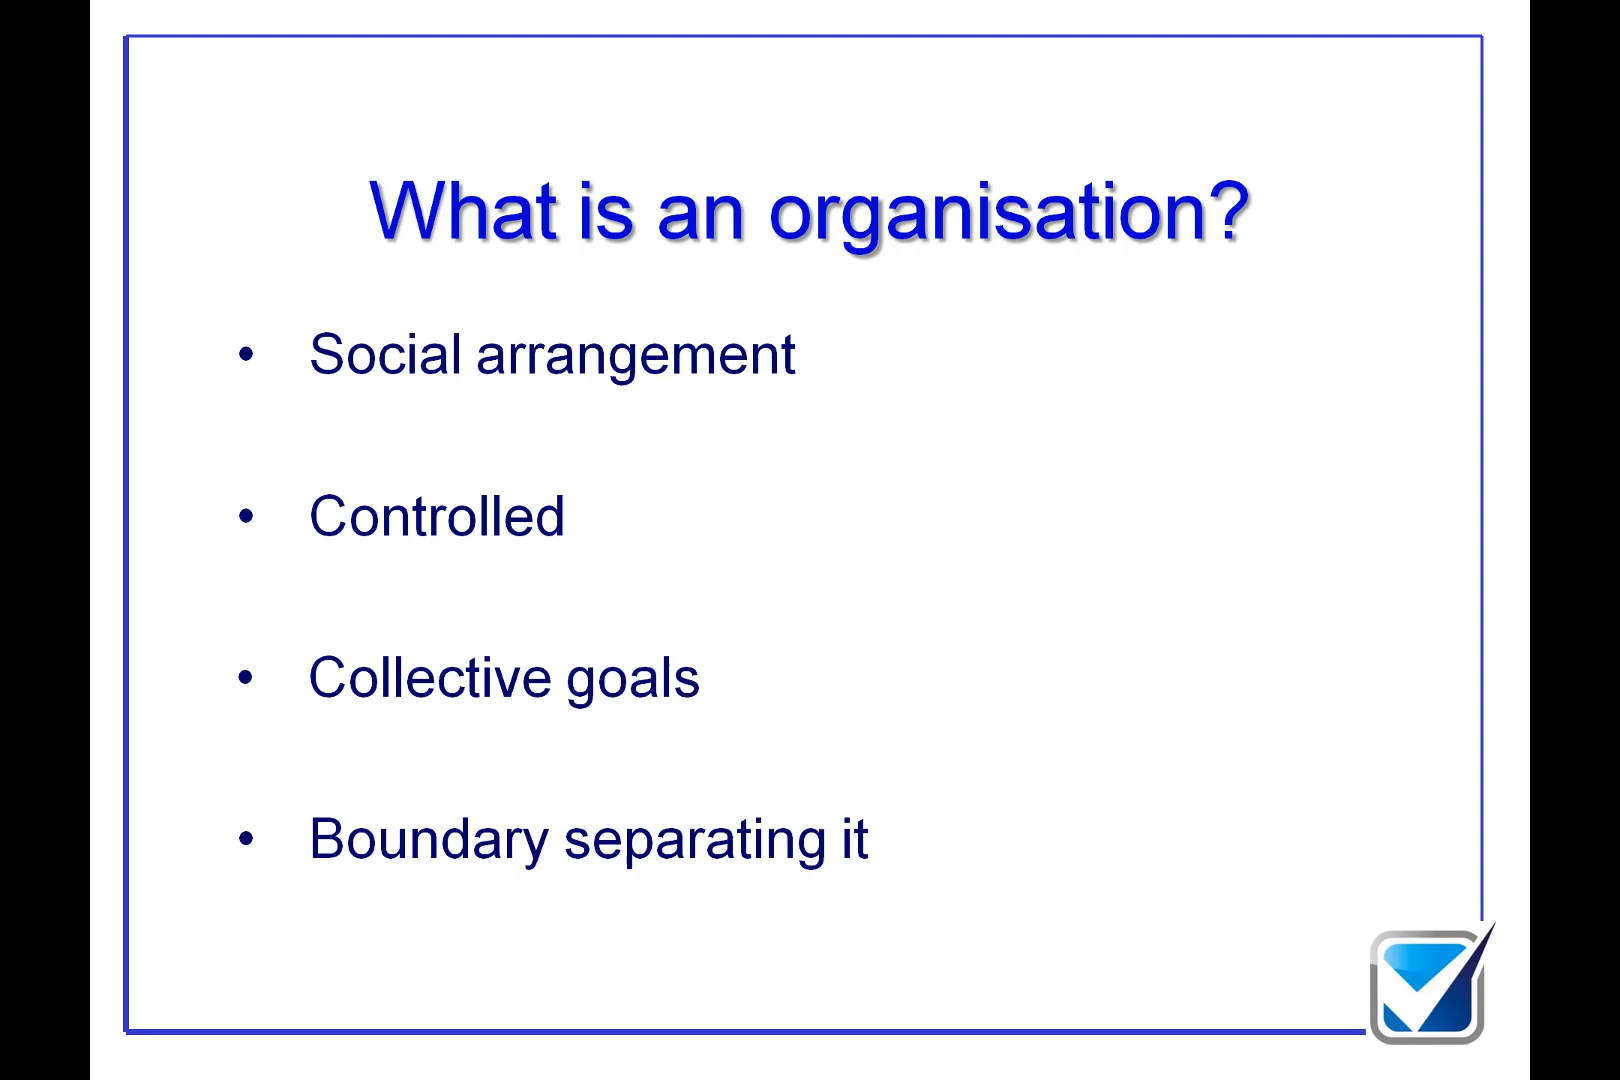 What is an organisation?
• Social arrangement
• Controlled
• Collective goals
• Boundary separating it